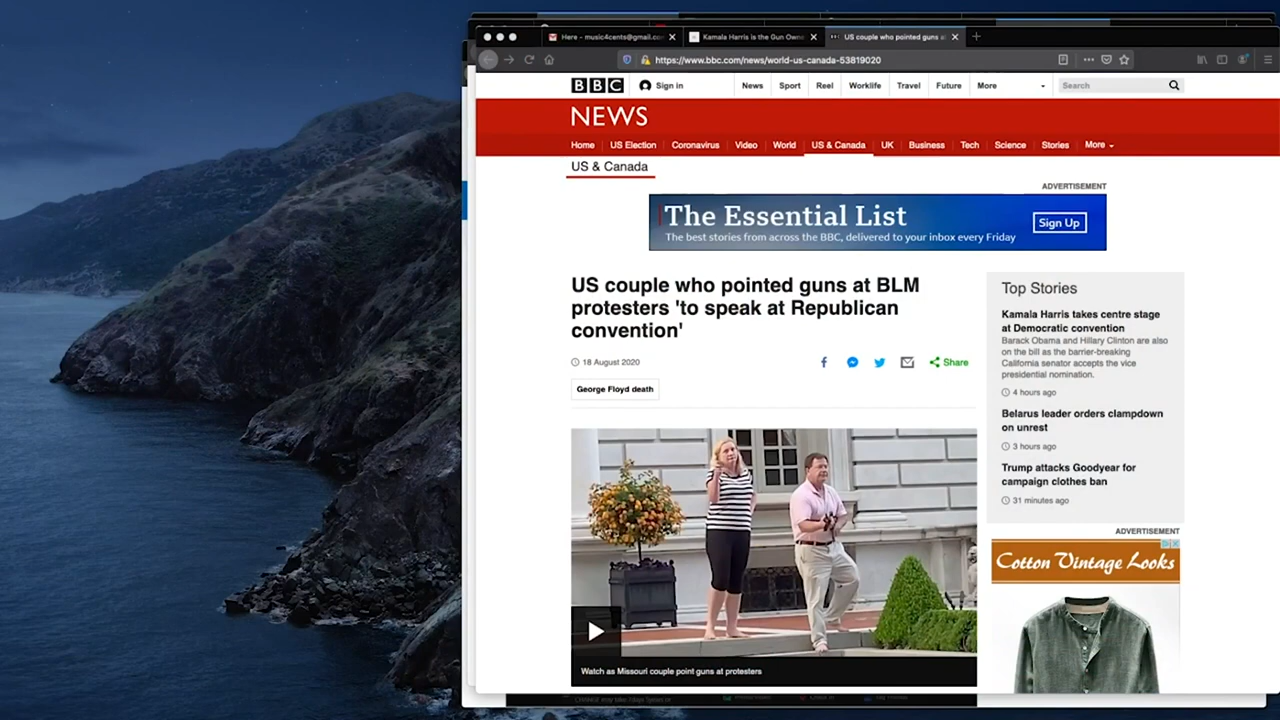 Here - music4cents@gmail.co
Kamala Harris is the Gun Owne
US couple who pointed guns a
https://www.bbc.com/news/world-us-canada-53819020
BBC
Sign in
News
Sport
Reel
Worklife
Travel
Future
More
Search
NEWS
Home
US Election
Coronavirus
Video
World
US & Canada
UK
Business
Tech
Science
Stories
More
US & Canada
ADVERTISEMENT
The Essential List
The best stories from across the BBC, delivered to your inbox every Friday
Sign Up
US couple who pointed guns at BLM
protesters 'to speak at Republican
convention'
18 August 2020
Share
George Floyd death
Watch as Missouri couple point guns at protesters
Top Stories
Kamala Harris takes centre stage
at Democratic convention
Barack Obama and Hillary Clinton are also
on the bill as the barrier-breaking
California senator accepts the vice
presidential nomination.
4 hours ago
Belarus leader orders clampdown
on unrest
3 hours ago
Trump attacks Goodyear for
campaign clothes ban
31 minutes ago
ADVERTISEMENT
Cotton Vintage Looks